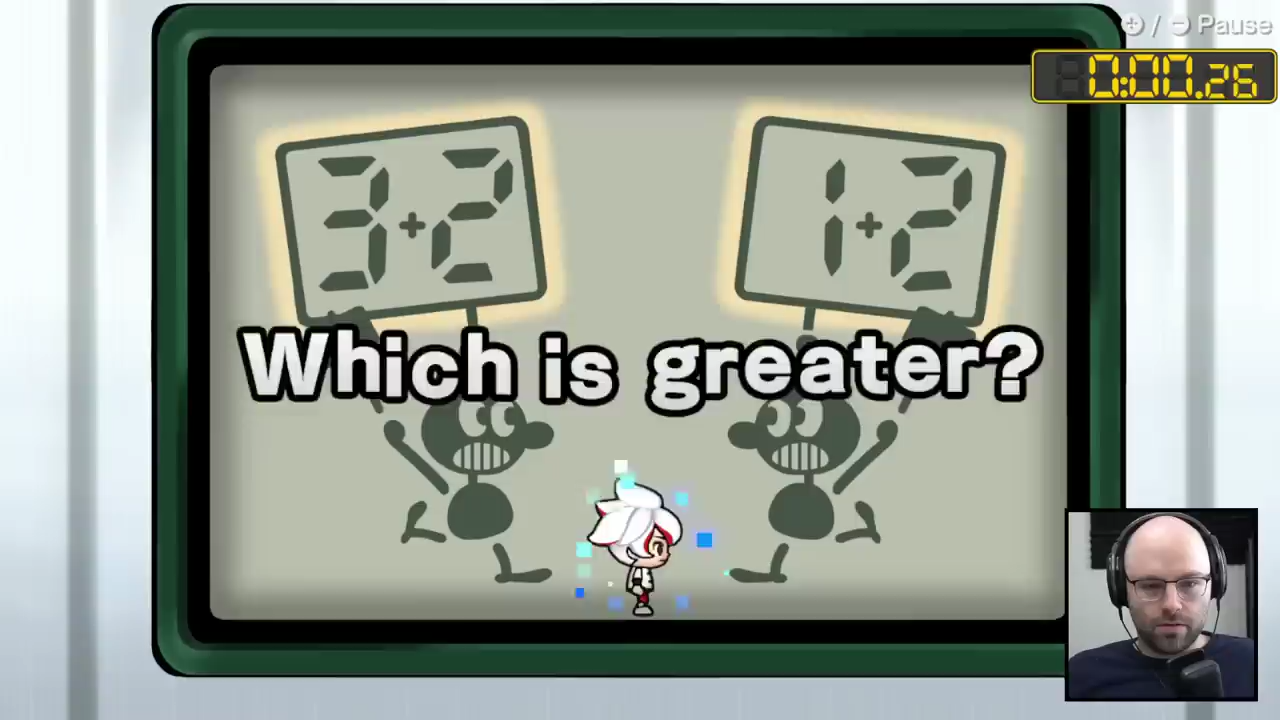 ⊕ / ⊖ Pause
0:00.26
3+2
1+2
Which is greater?